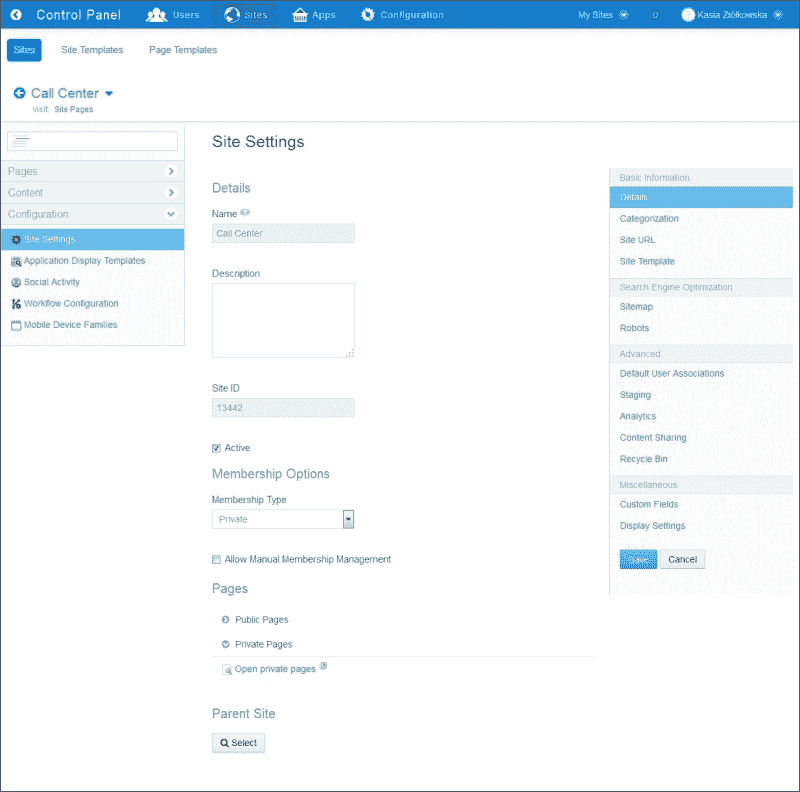 Control Panel Users Sites Apps Configuration My Sites 0 Kasia Ziółkowska
Sites Site Templates Page Templates
Call Center
Visit: Site Pages
Pages
Content
Configuration
Site Settings
Application Display Templates
Social Activity
Workflow Configuration
Mobile Device Families
Site Settings
Details
Name
Call Center
Description
Site ID
13442
Active
Membership Options
Membership Type
Private
Allow Manual Membership Management
Pages
Public Pages
Private Pages
Open private pages
Parent Site
Select
Basic Information
Details
Categorization
Site URL
Site Template
Search Engine Optimization
Sitemap
Robots
Advanced
Default User Associations
Staging
Analytics
Content Sharing
Recycle Bin
Miscellaneous
Custom Fields
Display Settings
Save Cancel